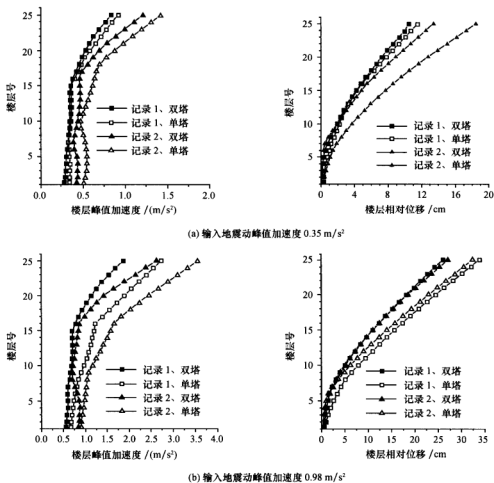 25
20
15
10
5
楼层号
记录 1、双塔
记录 1、单塔
记录 2、双塔
记录 2、单塔
0.0 0.5 1.0 1.5 2.0
楼层峰值加速度 /(m/s²)
25
20
15
10
5
楼层号
记录 1、双塔
记录 1、单塔
记录 2、双塔
记录 2、单塔
0 4 8 12 16 20
楼层相对位移 /cm
(a) 输入地震动峰值加速度 0.35 m/s²
25
20
15
10
5
楼层号
记录 1、双塔
记录 1、单塔
记录 2、双塔
记录 2、单塔
0.0 0.5 1.0 1.5 2.0 2.5 3.0 3.5 4.0
楼层峰值加速度 /(m/s²)
25
20
15
10
5
楼层号
记录 1、双塔
记录 1、单塔
记录 2、双塔
记录 2、单塔
0 5 10 15 20 25 30 35
楼层相对位移 /cm
(b) 输入地震动峰值加速度 0.98 m/s²